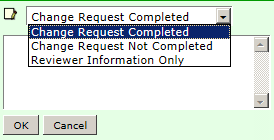 Change Request Completed
Change Request Completed
Change Request Not Completed
Reviewer Information Only
OK Cancel